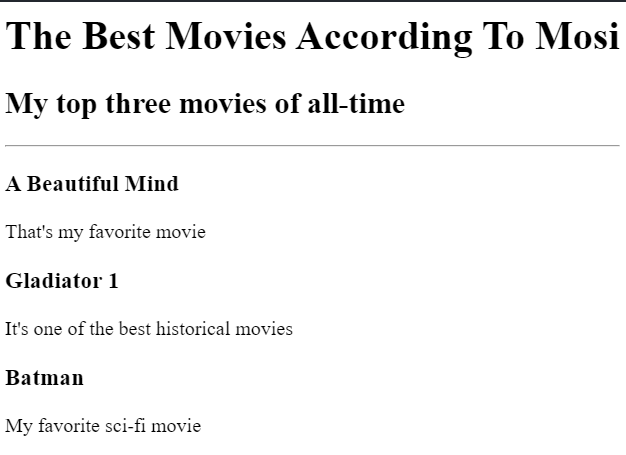 The Best Movies According To Mosi
My top three movies of all-time
A Beautiful Mind
That's my favorite movie
Gladiator 1
It's one of the best historical movies
Batman
My favorite sci-fi movie